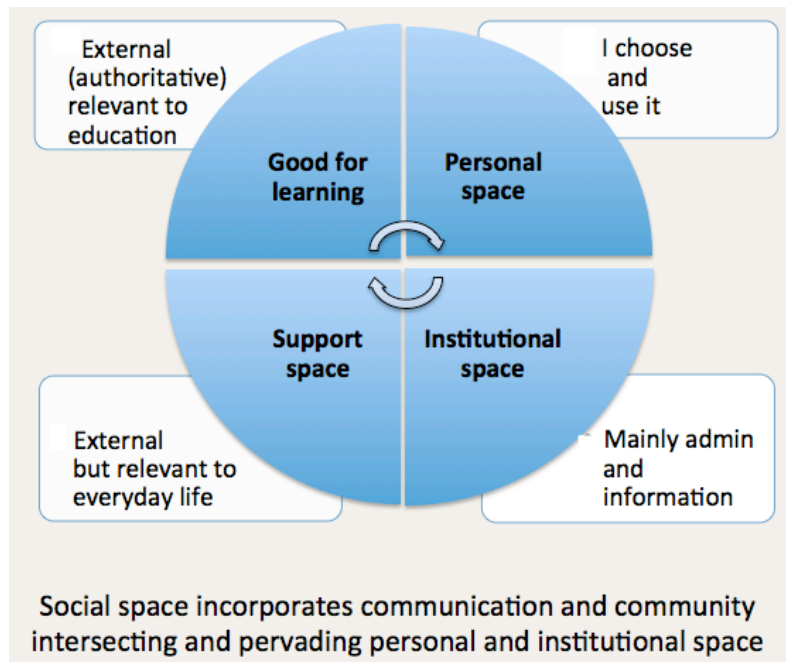 External
(authoritative)
relevant to
education
I choose
and
use it
Good for
learning
Personal
space
Support
space
Institutional
space
External
but relevant to
everyday life
Mainly admin
and
information
Social space incorporates communication and community
intersecting and pervading personal and institutional space